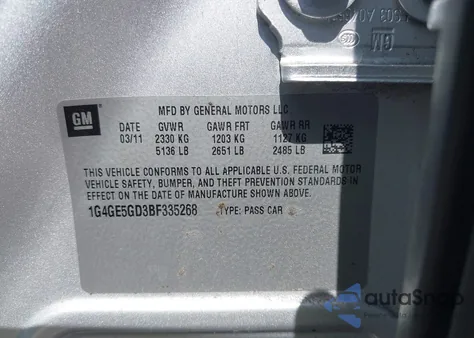 GM
MFD BY GENERAL MOTORS LLC
DATE GVWR GAWR FRT GAWR RR
03/11 2330 KG 1203 KG 1127 KG
5136 LB 2651 LB 2485 LB
THIS VEHICLE CONFORMS TO ALL APPLICABLE U.S. FEDERAL MOTOR
VEHICLE SAFETY, BUMPER, AND THEFT PREVENTION STANDARDS IN
EFFECT ON THE DATE OF MANUFACTURE SHOWN ABOVE.
1G4GE5GD3BF335268 TYPE: PASS CAR
GM
autoSnap